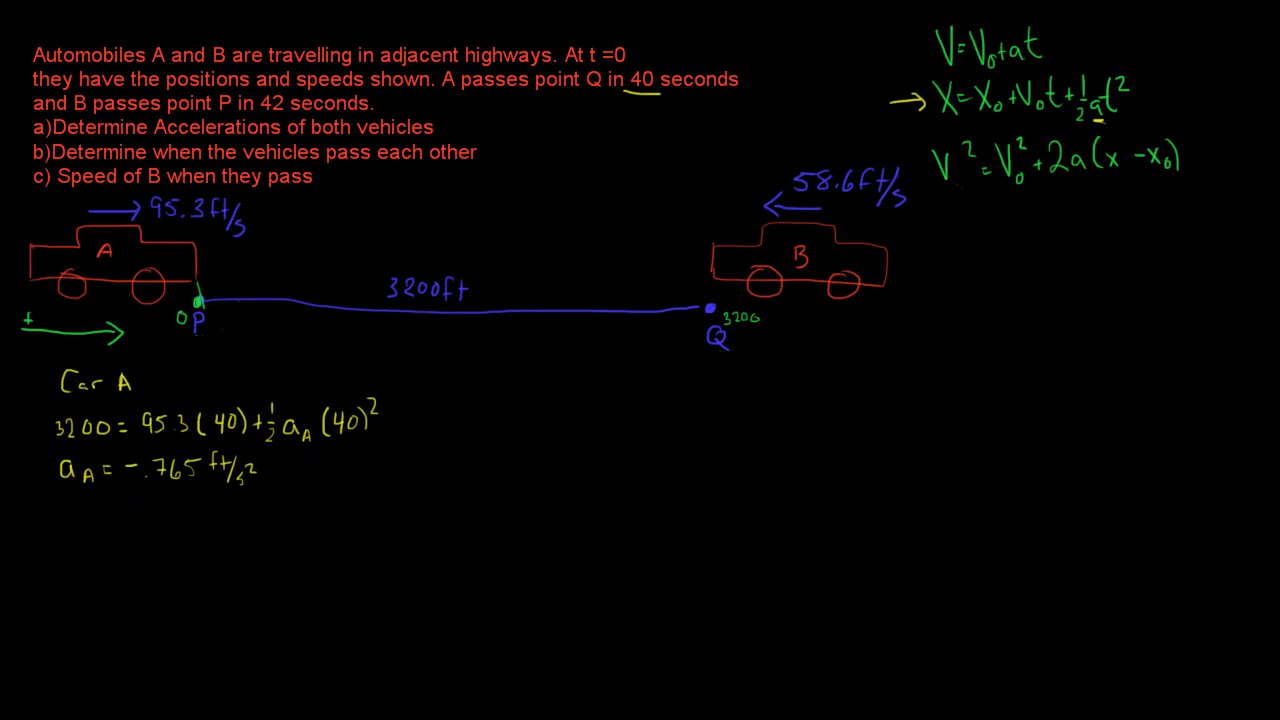 Automobiles A and B are travelling in adjacent highways. At t =0
they have the positions and speeds shown. A passes point Q in 40 seconds
and B passes point P in 42 seconds.
a)Determine Accelerations of both vehicles
b)Determine when the vehicles pass each other
c) Speed of B when they pass
V=V₀+at
→ X=X₀+V₀t+½at²
V²=V₀²+2a(x-x₀)
→ 95.3ft/s
58.6ft/s
←
A
B
3200ft
+
0
P
3200
Q
Car A
3200 = 95.3(40)+½a_A(40)²
a_A = -.765 ft/s²